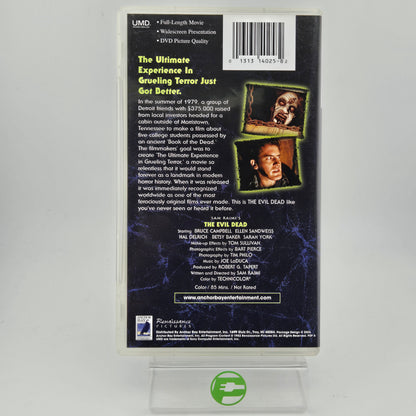 UMD
• Full-Length Movie
• Widescreen Presentation
• DVD Picture Quality
0 1313 14025-8 2
The Ultimate
Experience In
Grueling Terror Just
Got Better.
In the summer of 1979, a group of
Detroit friends with $375,000 raised
from local investors headed for a
cabin outside of Morristown,
Tennessee to make a film about
five college students possessed
by an ancient 'Book of the Dead.'
The filmmakers' goal was to create
'The Ultimate Experience in
Grueling Terror,' a movie so
relentless that it would stand
forever as a landmark in modern
horror history. When it was released
it was immediately recognized
worldwide as one of the most
ferociously original films ever made. This is THE EVIL DEAD like
you've never seen or heard it before.
SAM RAIMI'S
THE EVIL DEAD
Starring BRUCE CAMPBELL ELLEN SANDWEISS
HAL DELRICH BETSY BAKER SARAH YORK
Make-up Effects by TOM SULLIVAN
Photographic Effects by BART PIERCE
Photography by TIM PHILO
Music by JOE LoDUCA
Produced by ROBERT G. TAPERT
Written and Directed by SAM RAIMI
Color by TECHNICOLOR®
Color / 85 Mins. / Not Rated
www.anchorbayentertainment.com
Renaissance
PICTURES